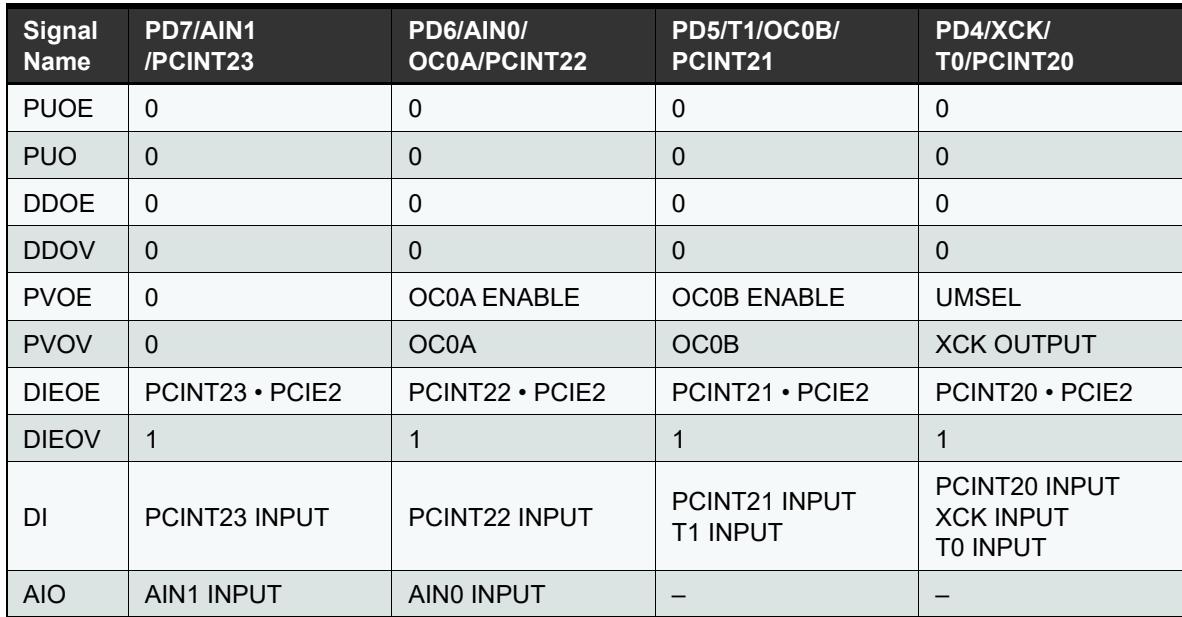 Signal Name PD7/AIN1 /PCINT23 PD6/AIN0/ OC0A/PCINT22 PD5/T1/OC0B/ PCINT21 PD4/XCK/ T0/PCINT20
PUOE 0 0 0 0
PUO 0 0 0 0
DDOE 0 0 0 0
DDOV 0 0 0 0
PVOE 0 OC0A ENABLE OC0B ENABLE UMSEL
PVOV 0 OC0A OC0B XCK OUTPUT
DIEOE PCINT23 • PCIE2 PCINT22 • PCIE2 PCINT21 • PCIE2 PCINT20 • PCIE2
DIEOV 1 1 1 1
DI PCINT23 INPUT PCINT22 INPUT PCINT21 INPUT T1 INPUT PCINT20 INPUT XCK INPUT T0 INPUT
AIO AIN1 INPUT AIN0 INPUT – –